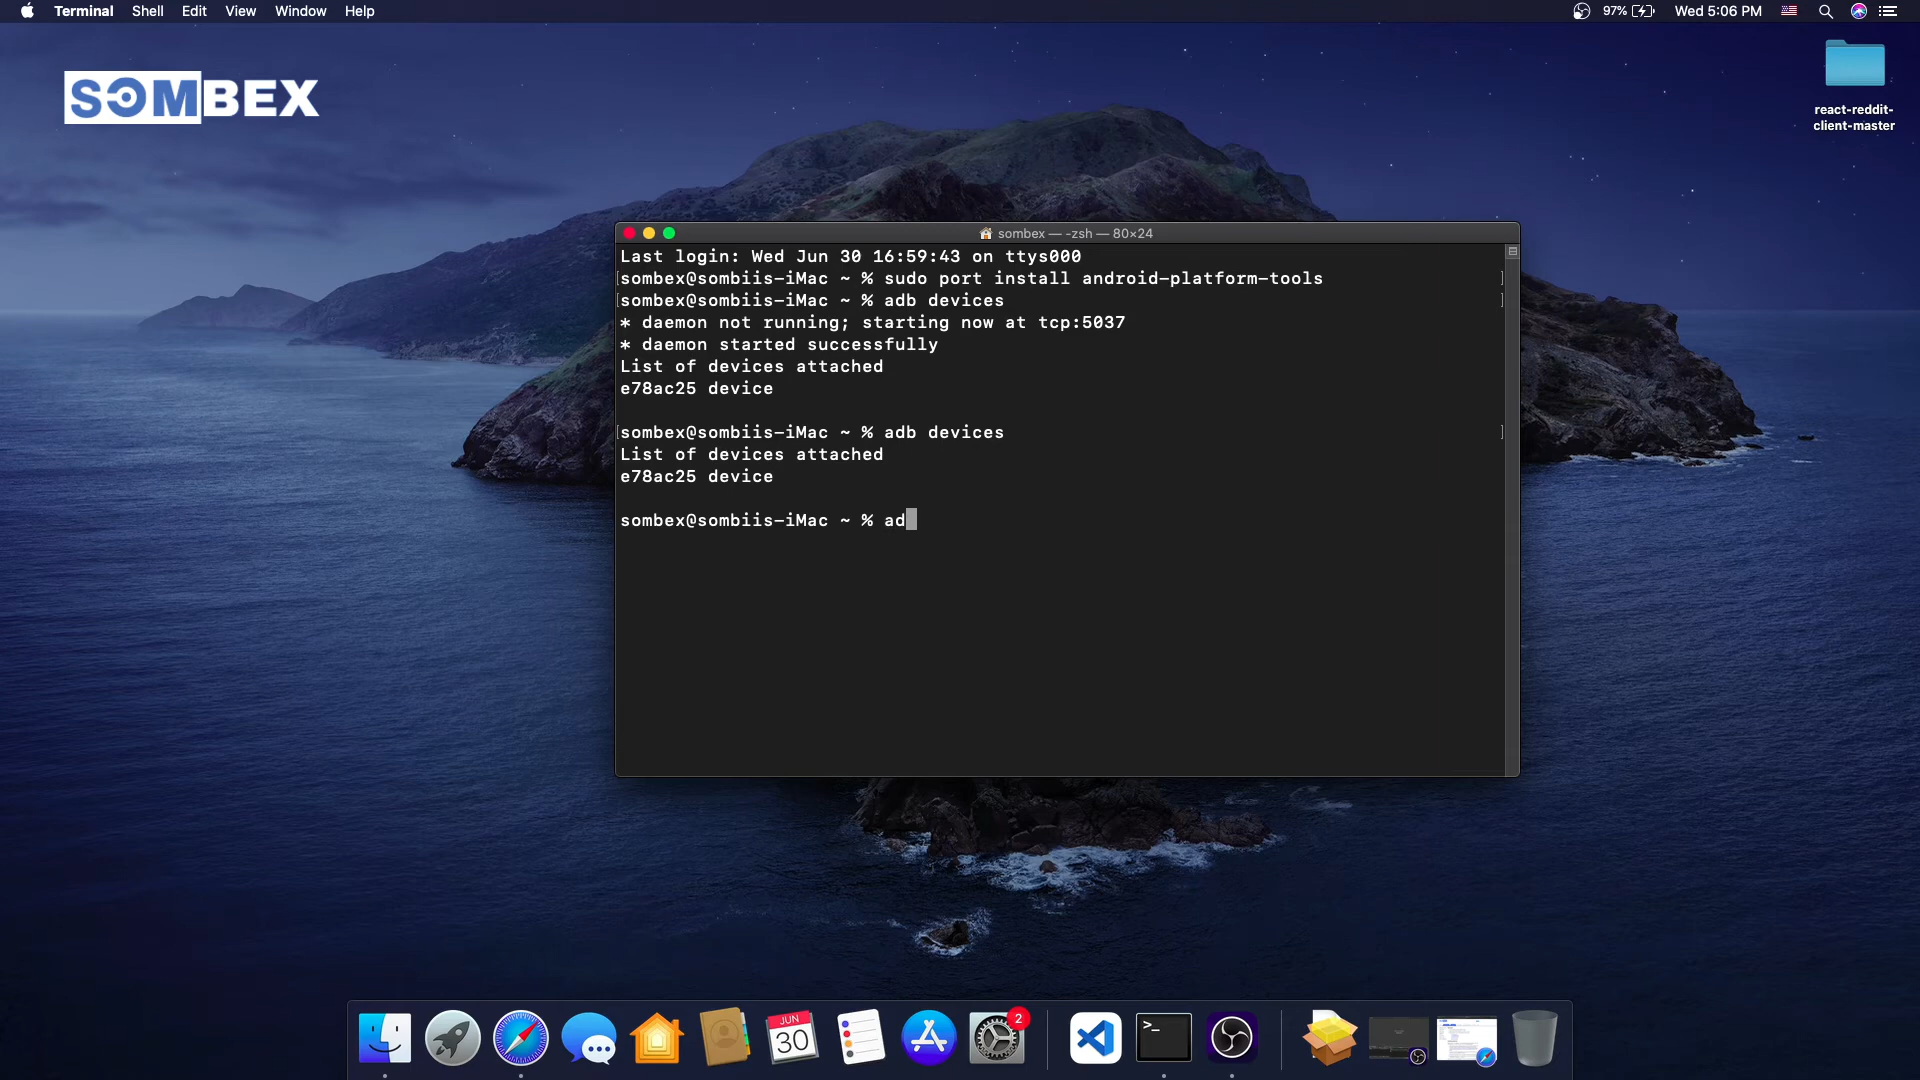 Terminal Shell Edit View Window Help 97% Wed 5:06 PM
SOMBEX
react-reddit-
client-master
sombex — -zsh — 80×24
Last login: Wed Jun 30 16:59:43 on ttys000
[sombex@sombiis-iMac ~ % sudo port install android-platform-tools ]
[sombex@sombiis-iMac ~ % adb devices ]
* daemon not running; starting now at tcp:5037
* daemon started successfully
List of devices attached
e78ac25 device
[sombex@sombiis-iMac ~ % adb devices ]
List of devices attached
e78ac25 device
sombex@sombiis-iMac ~ % ad
JUN
30
2
>_